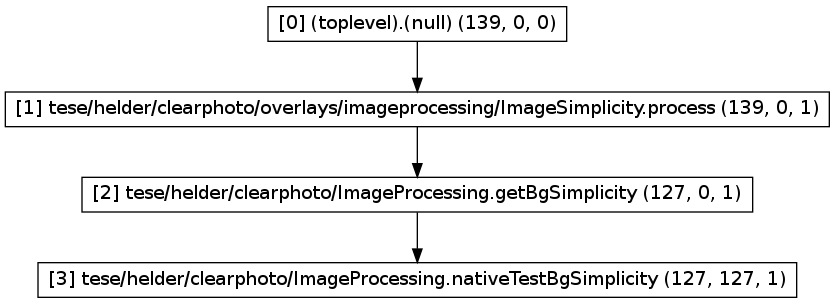 [0] (toplevel).(null) (139, 0, 0)
[1] tese/helder/clearphoto/overlays/imageprocessing/ImageSimplicity.process (139, 0, 1)
[2] tese/helder/clearphoto/ImageProcessing.getBgSimplicity (127, 0, 1)
[3] tese/helder/clearphoto/ImageProcessing.nativeTestBgSimplicity (127, 127, 1)